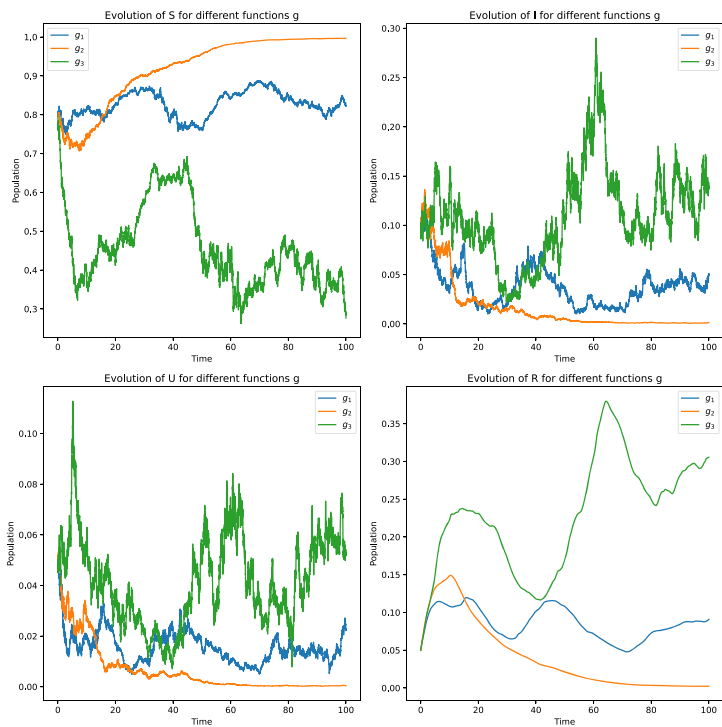 Evolution of S for different functions g
1,0
0,9
0,8
0,7
0,6
0,5
0,4
0,3
Population
g₁
g₂
g₃
0 20 40 60 80 100
Time
Evolution of I for different functions g
0,30
0,25
0,20
0,15
0,10
0,05
0,00
Population
g₁
g₂
g₃
0 20 40 60 80 100
Time
Evolution of U for different functions g
0.10
0.08
0.06
0.04
0.02
0.00
Population
g₁
g₂
g₃
0 20 40 60 80 100
Time
Evolution of R for different functions g
0.35
0.30
0.25
0.20
0.15
0.10
0.05
0.00
Population
g₁
g₂
g₃
0 20 40 60 80 100
Time